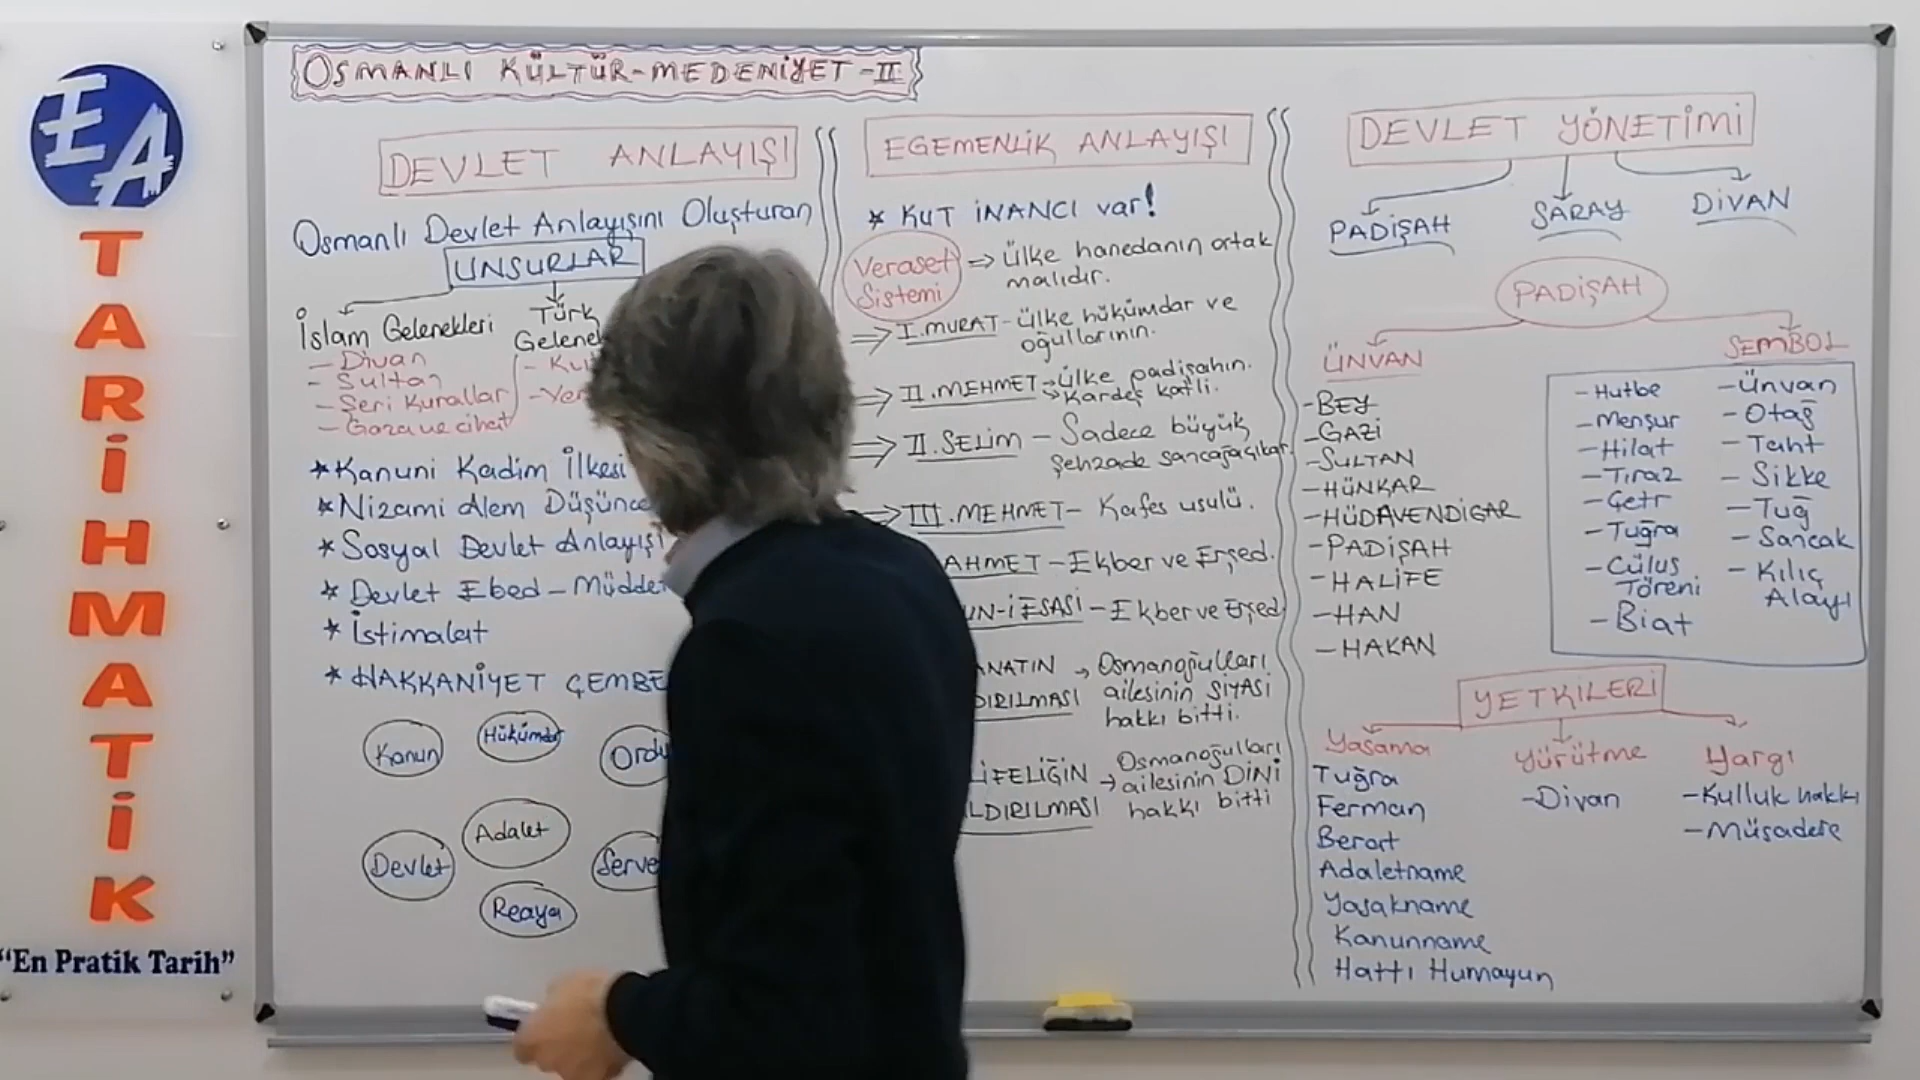 EA
TARİHMATİK
“En Pratik Tarih”
OSMANLI KÜLTÜR-MEDENİYET-II
DEVLET ANLAYIŞI
Osmanlı Devlet Anlayışını Oluşturan
UNSURLAR
İslam Gelenekleri
- Divan
- Sultan
- Şeri Kurallar
- Gaza ve cihat
Türk
★ Kanuni Kadim İlkesi
★ Nizami Alem
★ Sosyal Devlet Anlayışı
★ Devlet Ebed-
★ İstimalat
★ HAKKANİYET
Kanun
Hükümdar
Ordu
Adalet
Devlet
Reaya
EGEMENLİK ANLAYIŞI
★ KUT İNANCI var!
Veraset Sistemi => ülke hanedanın ortak
malıdır.
=> I. MURAT - ülke hükümdar ve
oğullarının.
=> II. MEHMET -> ülke padişahın.
-> Kardeş katli.
=> II. SELİM - Sadece büyük
şehzade sancağa çıkar.
=> III. MEHMET - Kafes usulü.
AHMET - Ekber ve Erşed.
- Ekber ve Erşed
-> Osmanoğulları
ailesinin SİYASİ
hakkı bitti.
-> Osmanoğulları
ailesinin DİNİ
hakkı bitti
DEVLET YÖNETİMİ
PADİŞAH
SARAY
DİVAN
PADİŞAH
ÜNVAN
- BEY
- GAZİ
- SULTAN
- HÜNKAR
- HÜDAVENDİGAR
- PADİŞAH
- HALİFE
- HAN
- HAKAN
SEMBOL
- Hutbe
- Menşur
- Hilat
- Tıraz
- Çetr
- Tuğra
- Cülus
Töreni
- Biat
- Ünvan
- Otağ
- Taht
- Sikke
- Tuğ
- Sancak
- Kılıç
Alayı
YETKİLERİ
Yasama
Tuğra
Ferman
Berat
Adaletname
Yasakname
Kanunname
Hattı Humayun
Yürütme
- Divan
Yargı
- Kulluk hakkı
- Müsadere